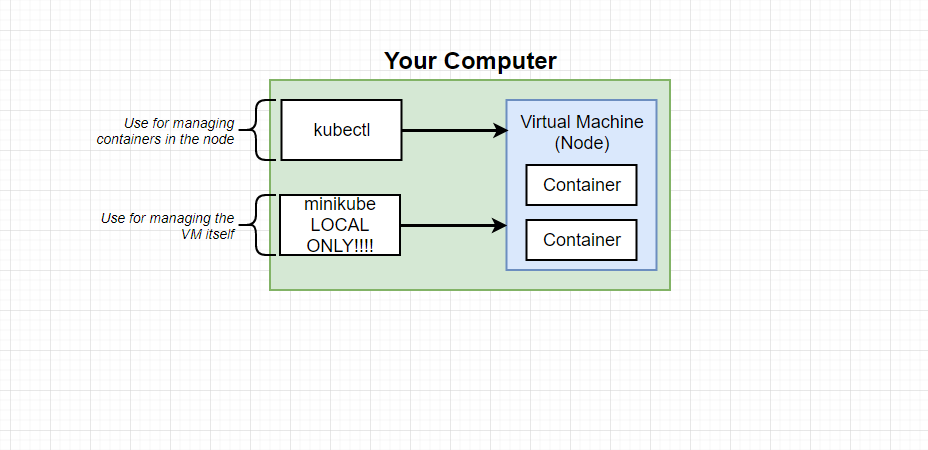 Your Computer
Use for managing
containers in the node
kubectl
Virtual Machine
(Node)
Container
Use for managing the
VM itself
minikube
LOCAL
ONLY!!!!
Container